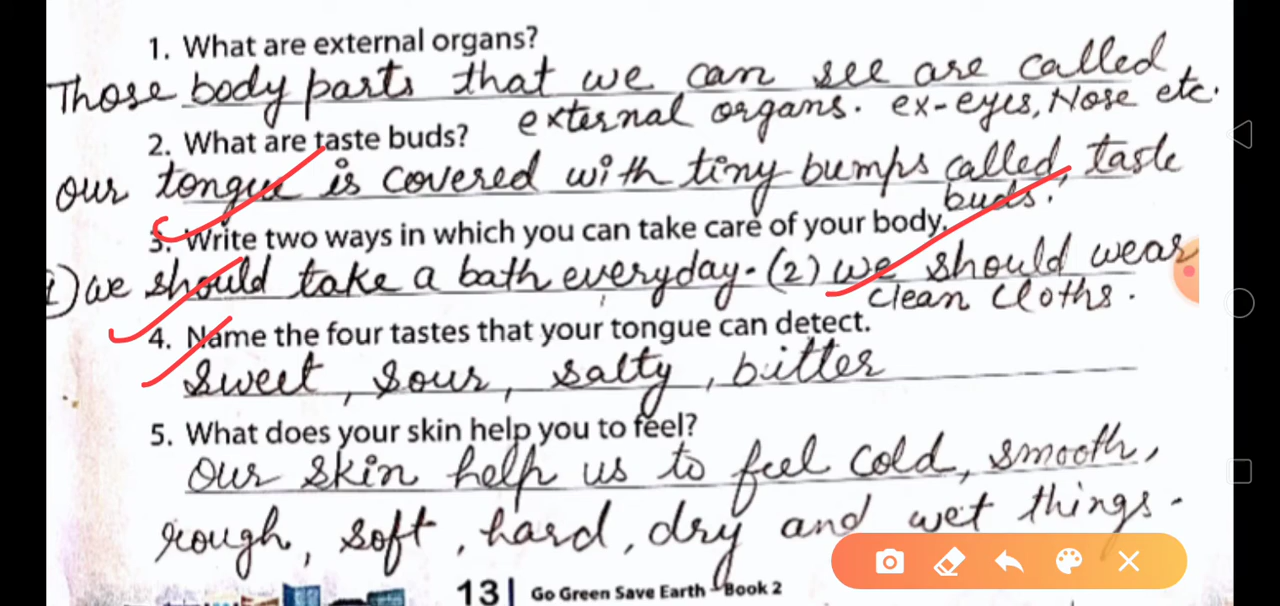 1. What are external organs?
Those body parts that we can see are called
external organs. ex-eyes, Nose etc.
2. What are taste buds?
our tongue is covered with tiny bumps called, taste
buds.
3. Write two ways in which you can take care of your body.
1) we should take a bath everyday. (2) we should wear
clean cloths.
4. Name the four tastes that your tongue can detect.
Sweet, Sour, salty, bitter
5. What does your skin help you to feel?
Our skin help us to feel cold, smooth,
rough, soft, hard, dry and wet things.
13| Go Green Save Earth - Book 2